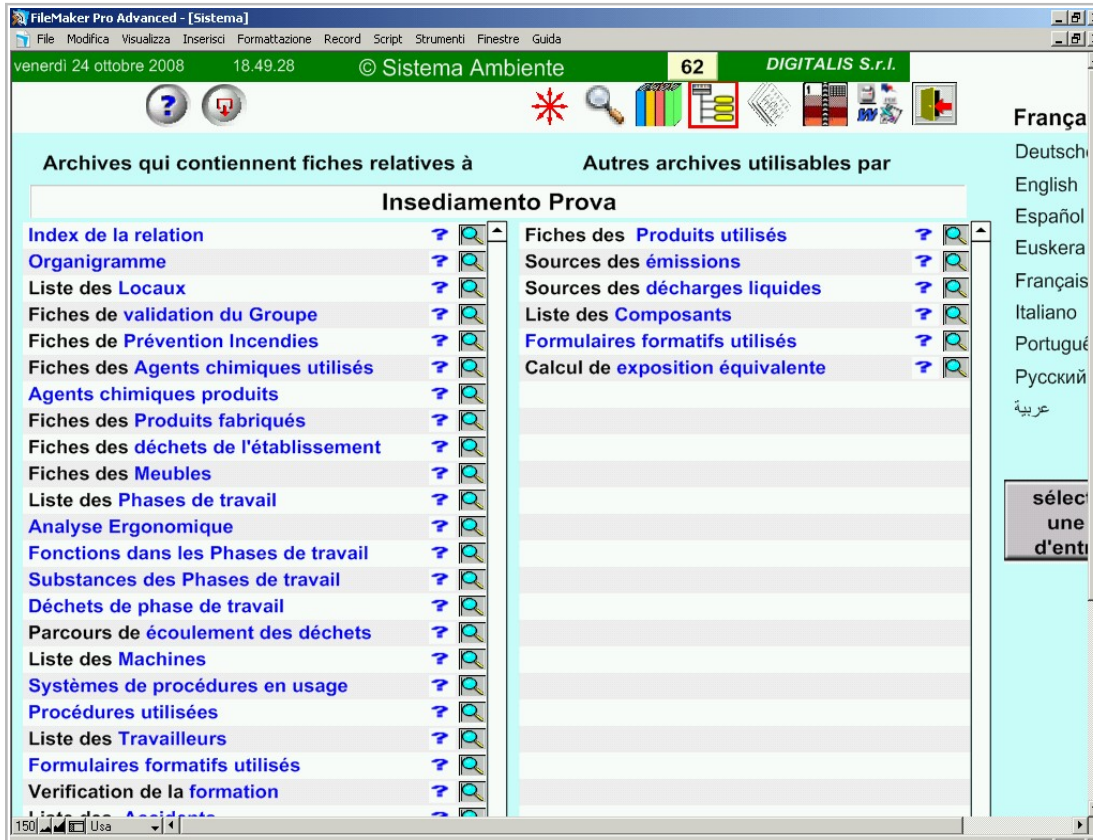 FileMaker Pro Advanced - [Sistema]
File Modifica Visualizza Inserisci Formattazione Record Script Strumenti Finestre Guida
venerdì 24 ottobre 2008 18.49.28 © Sistema Ambiente 62 DIGITALIS S.r.l.
Archives qui contiennent fiches relatives à
Autres archives utilisables par
Insediamento Prova
Index de la relation
Organigramme
Liste des Locaux
Fiches de validation du Groupe
Fiches de Prévention Incendies
Fiches des Agents chimiques utilisés
Agents chimiques produits
Fiches des Produits fabriqués
Fiches des déchets de l'établissement
Fiches des Meubles
Liste des Phases de travail
Analyse Ergonomique
Fonctions dans les Phases de travail
Substances des Phases de travail
Déchets de phase de travail
Parcours de écoulement des déchets
Liste des Machines
Systèmes de procédures en usage
Procédures utilisées
Liste des Travailleurs
Formulaires formatifs utilisés
Verification de la formation
Liste des Accidents
Fiches des Produits utilisés
Sources des émissions
Sources des décharges liquides
Liste des Composants
Formulaires formatifs utilisés
Calcul de exposition équivalente
França
Deutsch
English
Español
Euskera
Français
Italiano
Portugué
Русский
عربية
sélect
une
d'entr
150 Usa